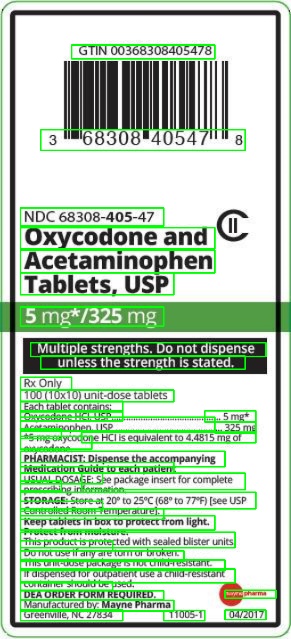 GTIN 00368308405478
3 68308 40547 8
NDC 68308-405-47
CII
Oxycodone and
Acetaminophen
Tablets, USP
5 mg*/325 mg
Multiple strengths. Do not dispense
unless the strength is stated.
Rx Only
100 (10x10) unit-dose tablets
Each tablet contains:
Oxycodone HCl, USP.......................................... 5 mg*
Acetaminophen, USP.......................................... 325 mg
*5 mg oxycodone HCl is equivalent to 4.4815 mg of
oxycodone.
PHARMACIST: Dispense the accompanying
Medication Guide to each patient.
USUAL DOSAGE: See package insert for complete
prescribing information.
STORAGE: Store at 20° to 25°C (68° to 77°F) [see USP
Controlled Room Temperature].
Keep tablets in box to protect from light.
Protect from moisture.
This product is protected with sealed blister units.
Do not use if any are torn or broken.
This unit-dose package is not child-resistant.
If dispensed for outpatient use a child-resistant
container should be used.
DEA ORDER FORM REQUIRED.
Manufactured by: Mayne Pharma
Greenville, NC 27834 11005-1 04/2017
mayne pharma